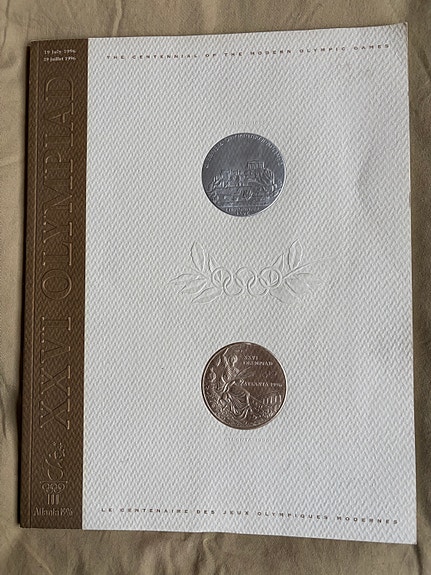 19 July 1996
19 juillet 1996
THE CENTENNIAL OF THE MODERN OLYMPIC GAMES
XXVI OLYMPIAD
XXVI
OLYMPIAD
ATLANTA 1996
Atlanta 1996
LE CENTENAIRE DES JEUX OLYMPIQUES MODERNES